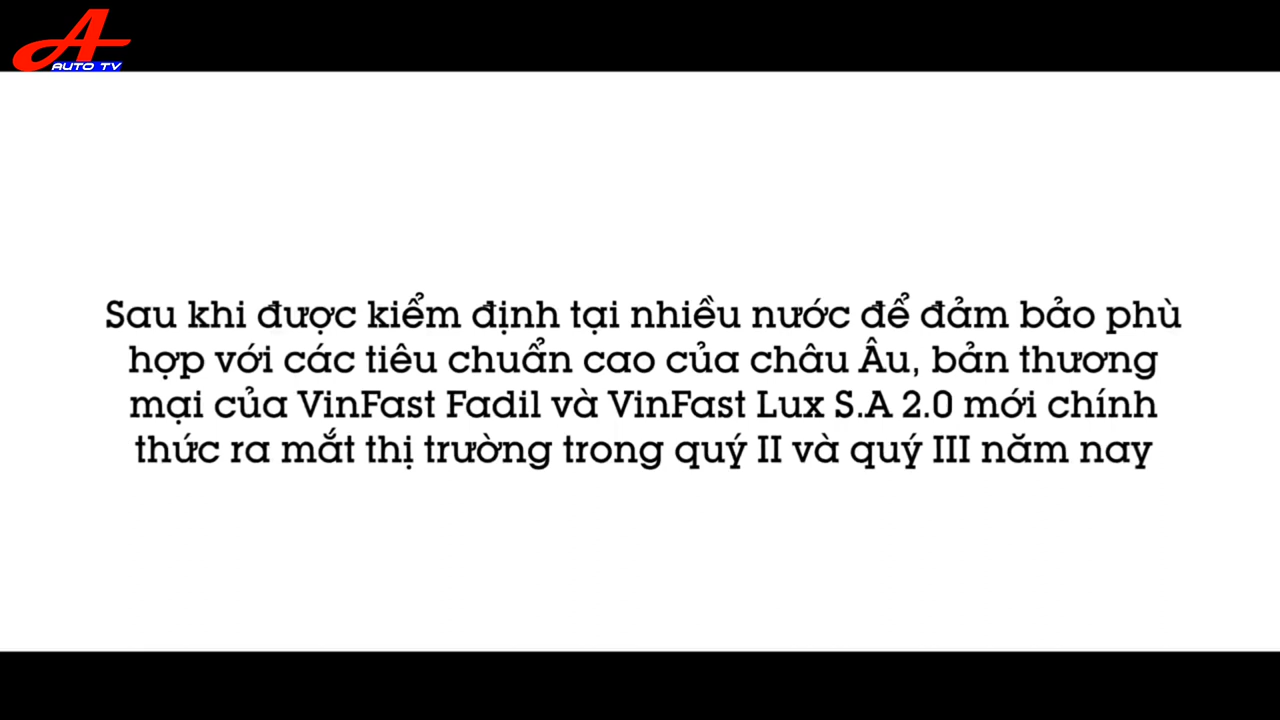 AUTO TV
Sau khi được kiểm định tại nhiều nước để đảm bảo phù
hợp với các tiêu chuẩn cao của châu Âu, bản thương
mại của VinFast Fadil và VinFast Lux S.A 2.0 mới chính
thức ra mắt thị trường trong quý II và quý III năm nay